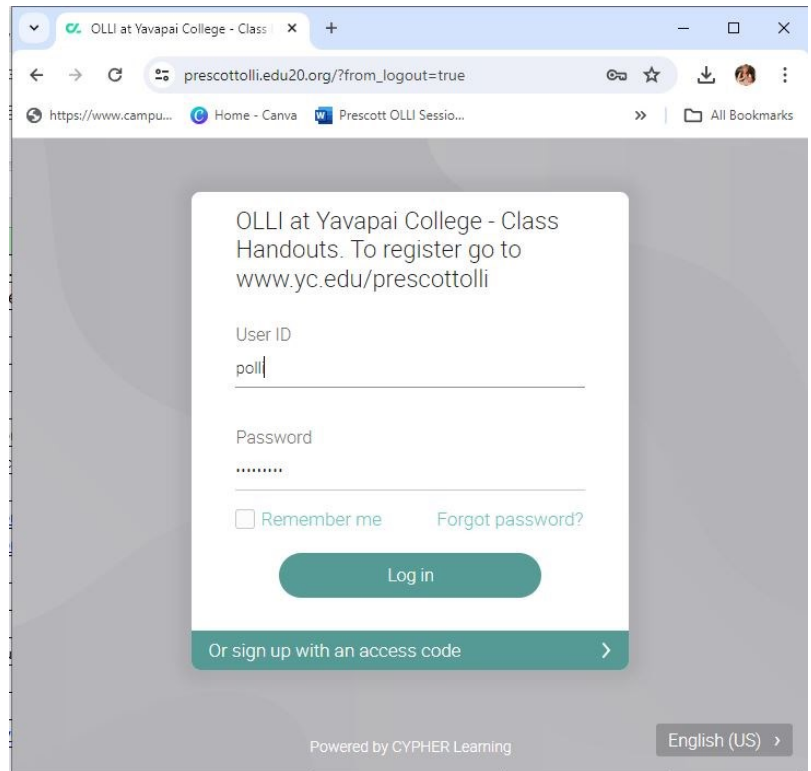 OLLI at Yavapai College - Class
prescottolli.edu20.org/?from_logout=true
https://www.campu...
Home - Canva
Prescott OLLI Sessio...
All Bookmarks
OLLI at Yavapai College - Class
Handouts. To register go to
www.yc.edu/prescottolli
User ID
polli
Password
•••••••••
Remember me
Forgot password?
Log in
Or sign up with an access code
Powered by CYPHER Learning
English (US)